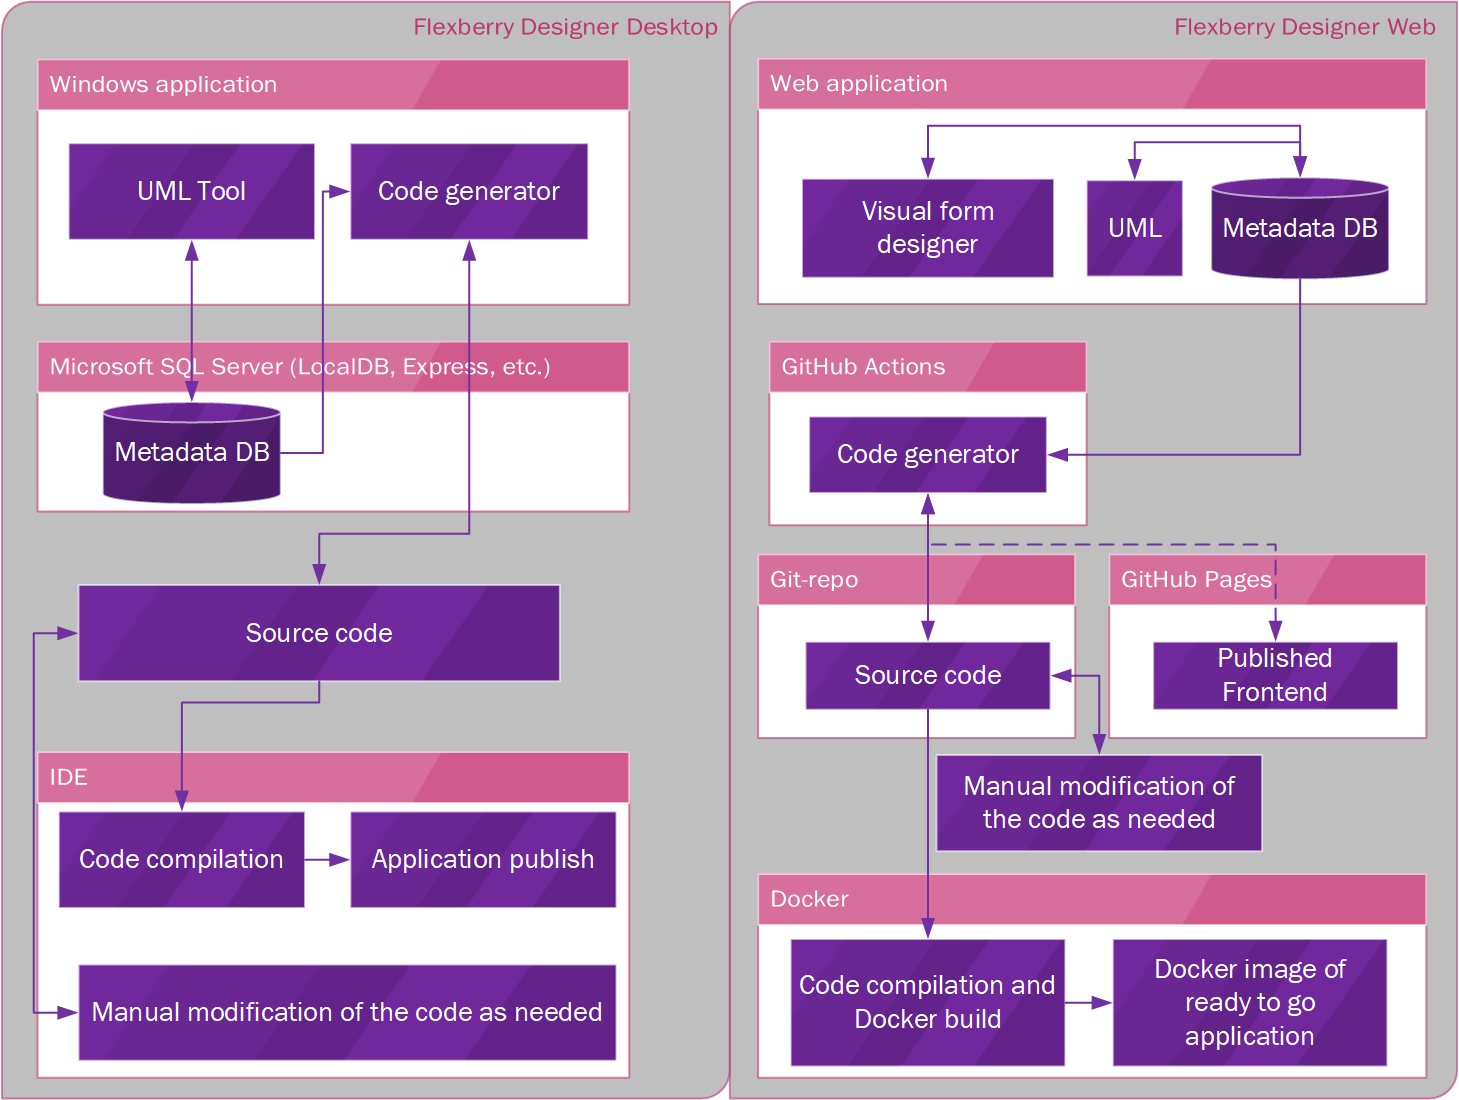 Flexberry Designer Desktop
Windows application
UML Tool
Code generator
Microsoft SQL Server (LocalDB, Express, etc.)
Metadata DB
Source code
IDE
Code compilation
Application publish
Manual modification of the code as needed
Flexberry Designer Web
Web application
Visual form
designer
UML
Metadata DB
GitHub Actions
Code generator
Git-repo
Source code
GitHub Pages
Published
Frontend
Manual modification of
the code as needed
Docker
Code compilation and
Docker build
Docker image of
ready to go
application